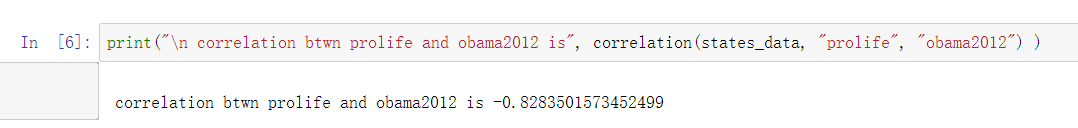 In [6]: print("\n correlation btwn prolife and obama2012 is", correlation(states_data, "prolife", "obama2012") )
correlation btwn prolife and obama2012 is -0.8283501573452499